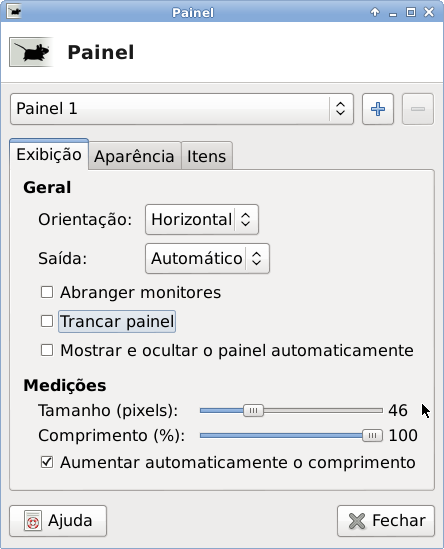 Painel
Painel
Painel 1
Exibição
Aparência
Itens
Geral
Orientação: Horizontal
Saída: Automático
Abranger monitores
Trancar painel
Mostrar e ocultar o painel automaticamente
Medições
Tamanho (pixels): 46
Comprimento (%): 100
Aumentar automaticamente o comprimento
Ajuda
Fechar